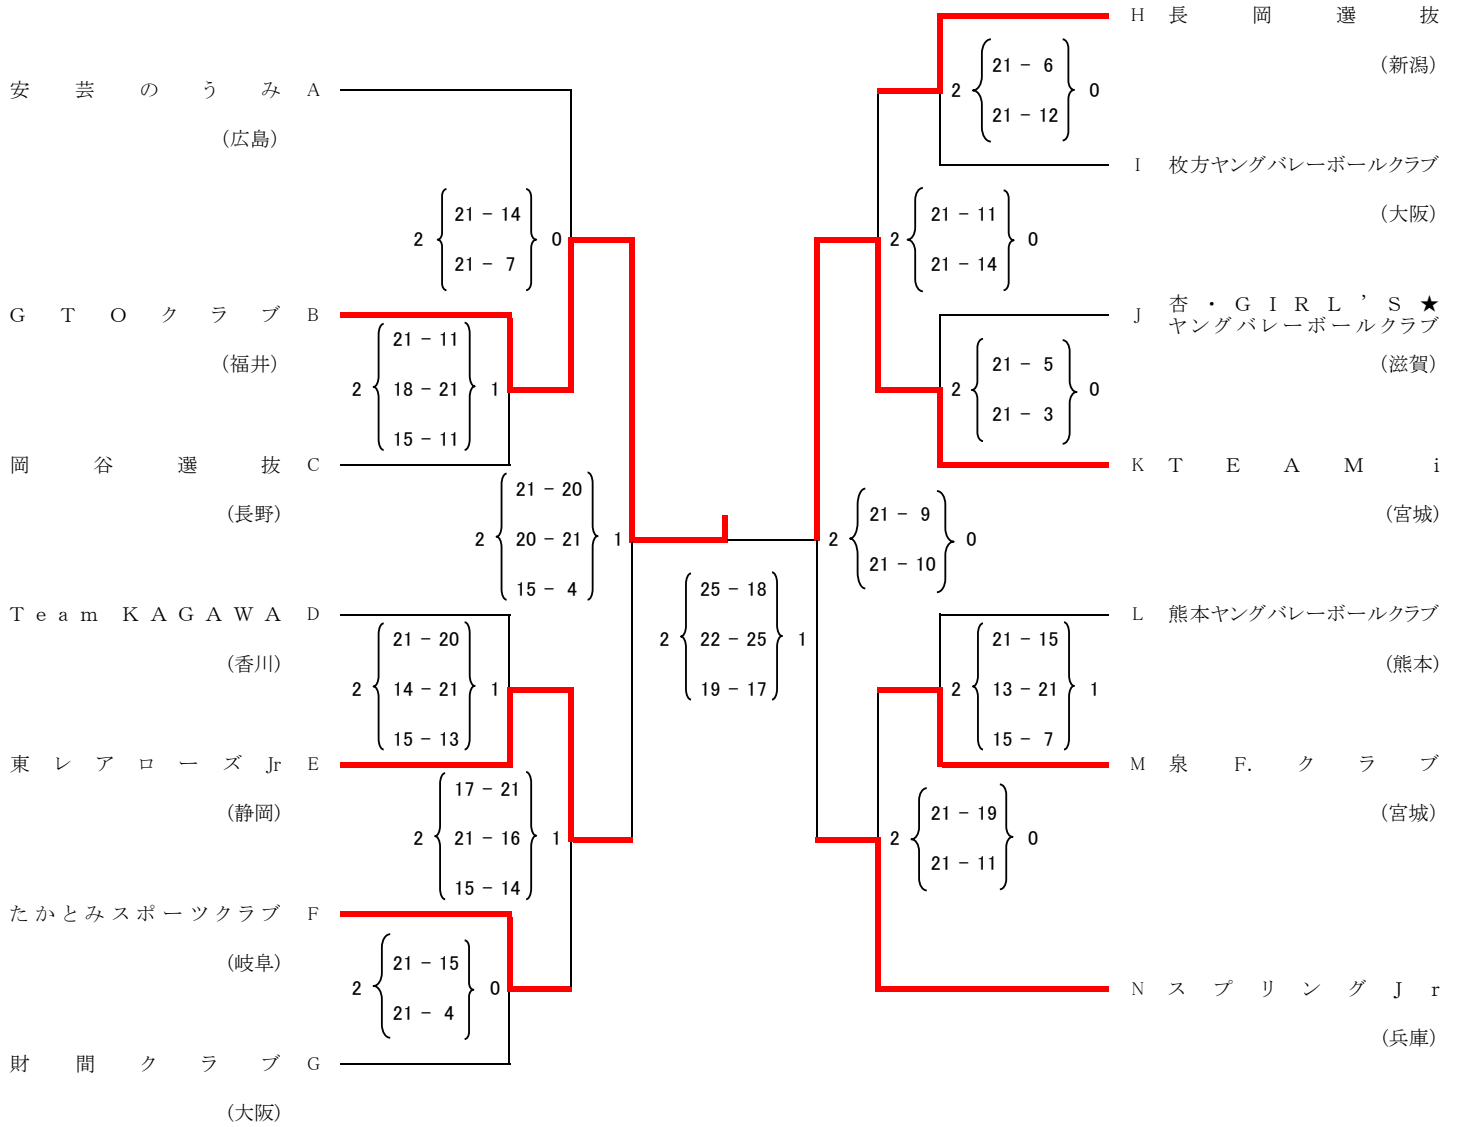 安芸のうみ A
(広島)
2 21 - 14 0
21 - 7
GTOクラブ B
(福井)
21 - 11
2 18 - 21 1
15 - 11
岡谷選抜 C
(長野)
21 - 20
2 20 - 21 1
15 - 4
Team KAGAWA D
(香川)
21 - 20
2 14 - 21 1
15 - 13
東レアローズJr E
(静岡)
17 - 21
2 21 - 16 1
15 - 14
たかとみスポーツクラブ F
(岐阜)
21 - 15
2 0
21 - 4
財間クラブ G
(大阪)
25 - 18
2 22 - 25 1
19 - 17
H 長岡選抜
(新潟)
21 - 6
2 0
21 - 12
I 枚方ヤングバレーボールクラブ
(大阪)
21 - 11
2 0
21 - 14
J 杏・GIRL’S★
ヤングバレーボールクラブ
(滋賀)
21 - 5
2 0
21 - 3
K TEAM i
(宮城)
21 - 9
2 0
21 - 10
L 熊本ヤングバレーボールクラブ
(熊本)
21 - 15
2 13 - 21 1
15 - 7
M 泉F.クラブ
(宮城)
21 - 19
2 0
21 - 11
N スプリングJr
(兵庫)